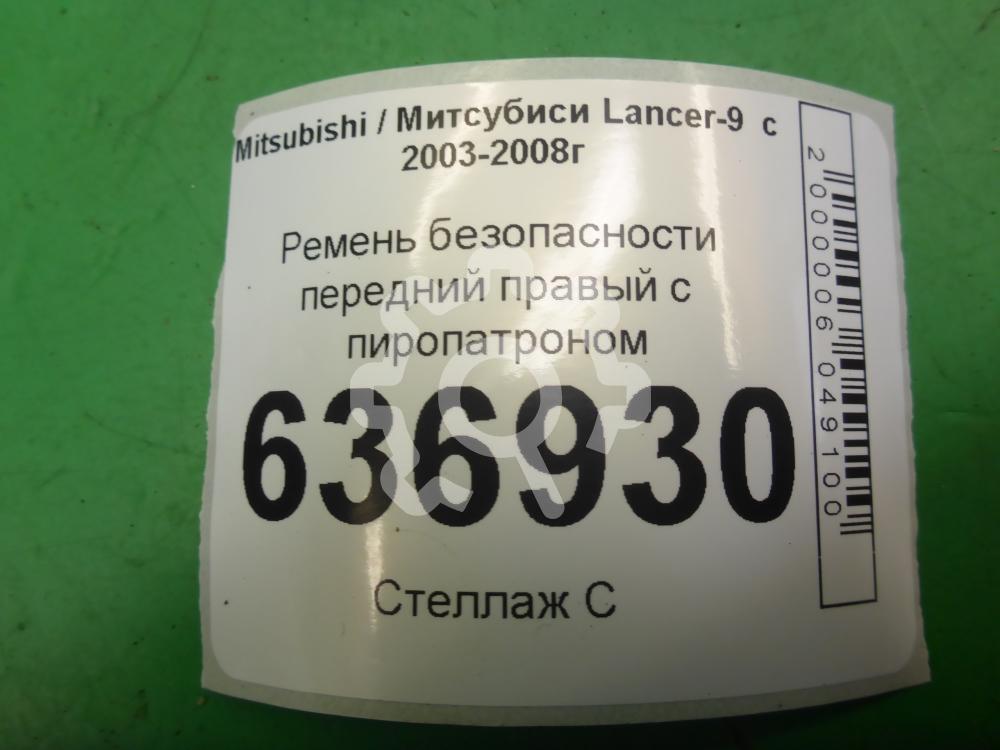 Mitsubishi / Митсубиси Lancer-9 с
2003-2008г
Ремень безопасности
передний правый с
пиропатроном
636930
Стеллаж С
2000006049100